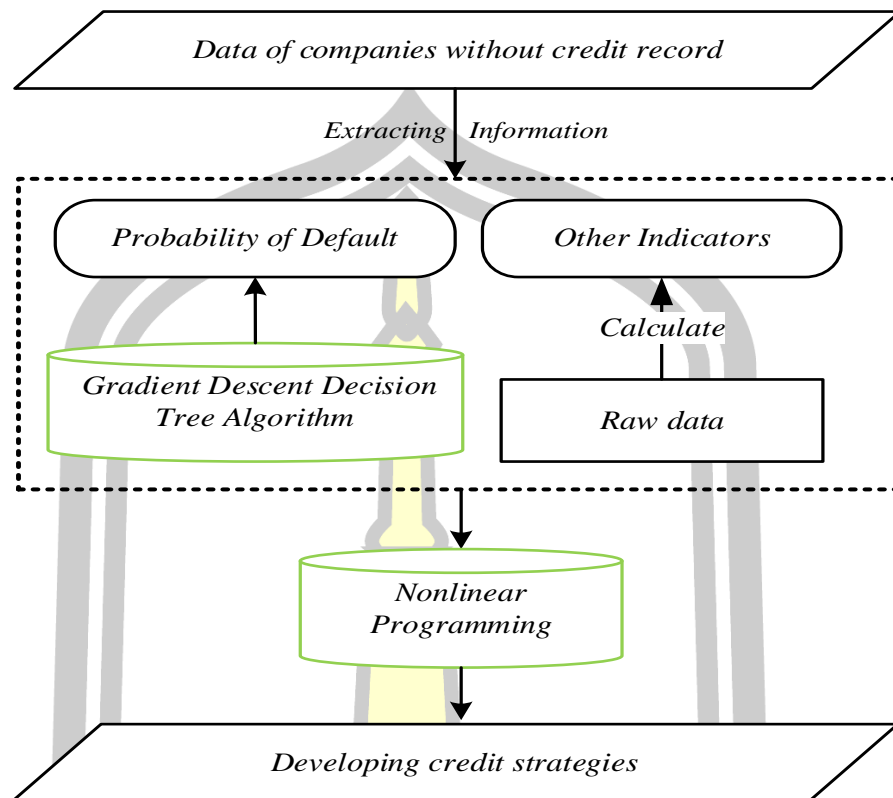 Data of companies without credit record
Extracting Information
Probability of Default
Other Indicators
Calculate
Gradient Descent Decision
Tree Algorithm
Raw data
Nonlinear
Programming
Developing credit strategies